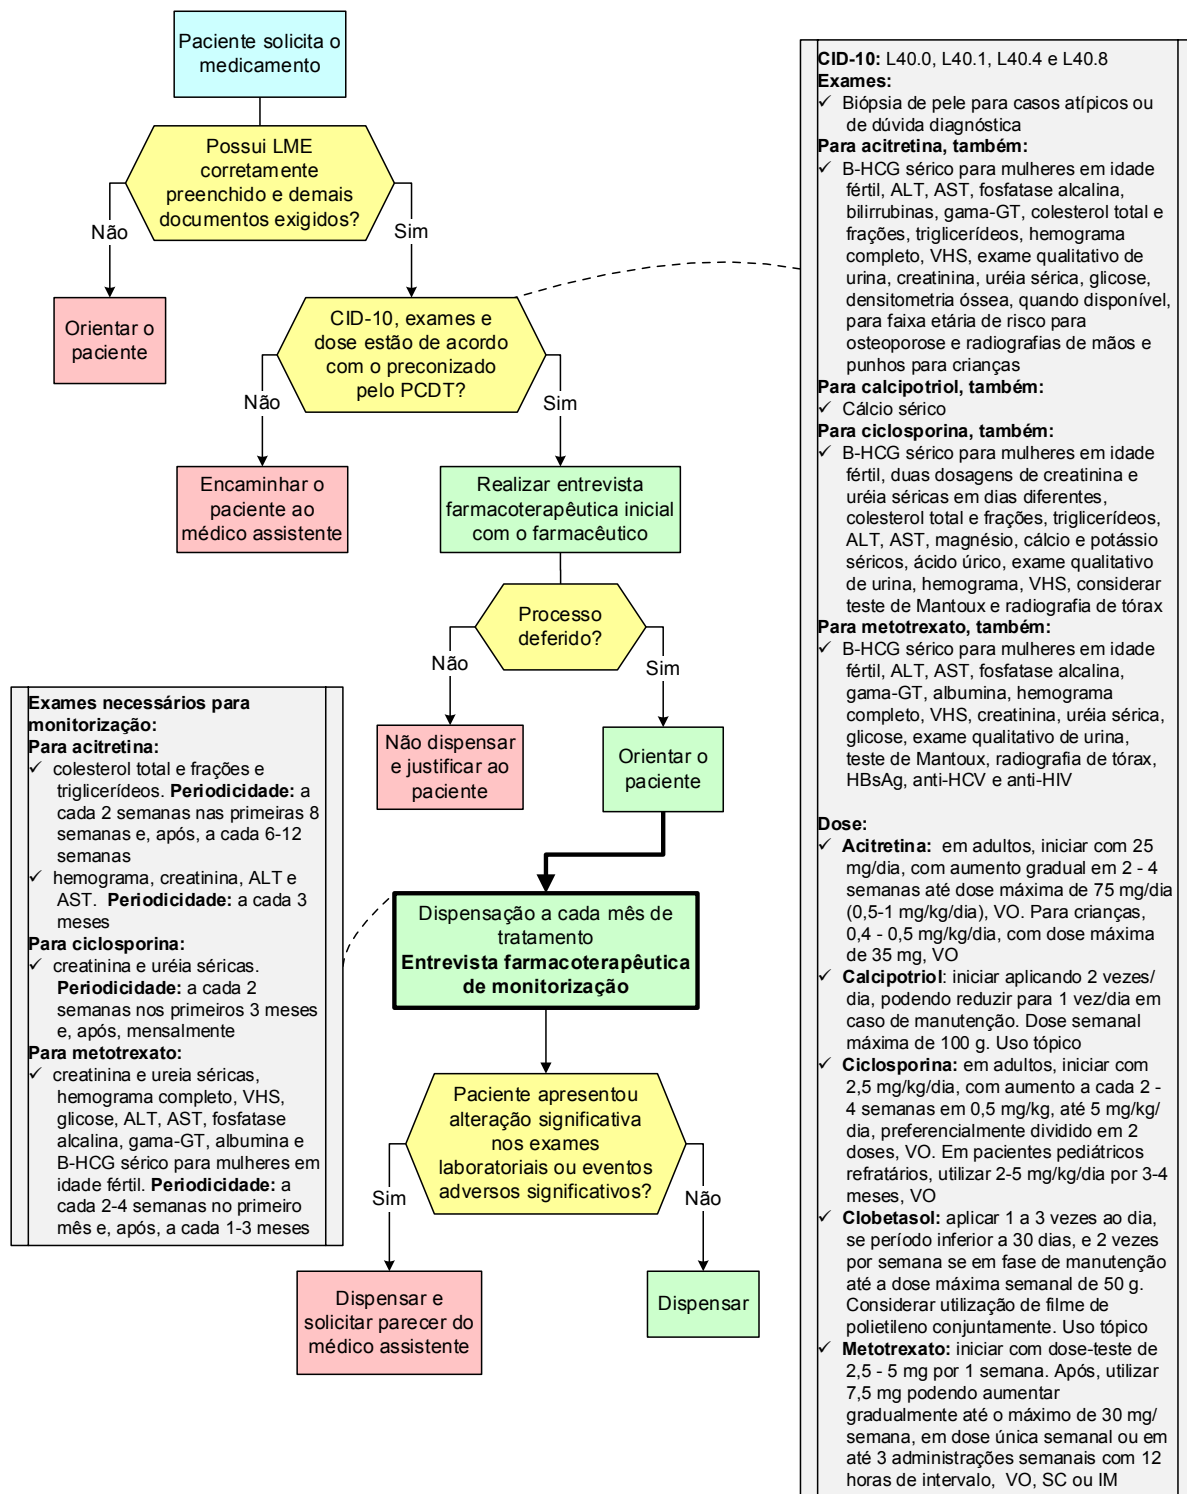 Paciente solicita o
medicamento
Possui LME
corretamente
preenchido e demais
documentos exigidos?
Não
Sim
Orientar o
paciente
CID-10, exames e
dose estão de acordo
com o preconizado
pelo PCDT?
Não
Sim
Encaminhar o
paciente ao
médico assistente
Realizar entrevista
farmacoterapêutica inicial
com o farmacêutico
Processo
deferido?
Não
Sim
Não dispensar
e justificar ao
paciente
Orientar o
paciente
Dispensação a cada mês de
tratamento
Entrevista farmacoterapêutica
de monitorização
Paciente apresentou
alteração significativa
nos exames
laboratoriais ou eventos
adversos significativos?
Sim
Não
Dispensar e
solicitar parecer do
médico assistente
Dispensar
Exames necessários para
monitorização:
Para acitretina:
✓ colesterol total e frações e
triglicerídeos. Periodicidade: a
cada 2 semanas nas primeiras 8
semanas e, após, a cada 6-12
semanas
✓ hemograma, creatinina, ALT e
AST. Periodicidade: a cada 3
meses
Para ciclosporina:
✓ creatinina e uréia séricas.
Periodicidade: a cada 2
semanas nos primeiros 3 meses
e, após, mensalmente
Para metotrexato:
✓ creatinina e ureia séricas,
hemograma completo, VHS,
glicose, ALT, AST, fosfatase
alcalina, gama-GT, albumina e
B-HCG sérico para mulheres em
idade fértil. Periodicidade: a
cada 2-4 semanas no primeiro
mês e, após, a cada 1-3 meses
CID-10: L40.0, L40.1, L40.4 e L40.8
Exames:
✓ Biópsia de pele para casos atípicos ou
de dúvida diagnóstica
Para acitretina, também:
✓ B-HCG sérico para mulheres em idade
fértil, ALT, AST, fosfatase alcalina,
bilirrubinas, gama-GT, colesterol total e
frações, triglicerídeos, hemograma
completo, VHS, exame qualitativo de
urina, creatinina, uréia sérica, glicose,
densitometria óssea, quando disponível,
para faixa etária de risco para
osteoporose e radiografias de mãos e
punhos para crianças
Para calcipotriol, também:
✓ Cálcio sérico
Para ciclosporina, também:
✓ B-HCG sérico para mulheres em idade
fértil, duas dosagens de creatinina e
uréia séricas em dias diferentes,
colesterol total e frações, triglicerídeos,
ALT, AST, magnésio, cálcio e potássio
séricos, ácido úrico, exame qualitativo
de urina, hemograma, VHS, considerar
teste de Mantoux e radiografia de tórax
Para metotrexato, também:
✓ B-HCG sérico para mulheres em idade
fértil, ALT, AST, fosfatase alcalina,
gama-GT, albumina, hemograma
completo, VHS, creatinina, uréia sérica,
glicose, exame qualitativo de urina,
teste de Mantoux, radiografia de tórax,
HBsAg, anti-HCV e anti-HIV
Dose:
✓ Acitretina: em adultos, iniciar com 25
mg/dia, com aumento gradual em 2 - 4
semanas até dose máxima de 75 mg/dia
(0,5-1 mg/kg/dia), VO. Para crianças,
0,4 - 0,5 mg/kg/dia, com dose máxima
de 35 mg, VO
✓ Calcipotriol: iniciar aplicando 2 vezes/
dia, podendo reduzir para 1 vez/dia em
caso de manutenção. Dose semanal
máxima de 100 g. Uso tópico
✓ Ciclosporina: em adultos, iniciar com
2,5 mg/kg/dia, com aumento a cada 2 -
4 semanas em 0,5 mg/kg, até 5 mg/kg/
dia, preferencialmente dividido em 2
doses, VO. Em pacientes pediátricos
refratários, utilizar 2-5 mg/kg/dia por 3-4
meses, VO
✓ Clobetasol: aplicar 1 a 3 vezes ao dia,
se período inferior a 30 dias, e 2 vezes
por semana se em fase de manutenção
até a dose máxima semanal de 50 g.
Considerar utilização de filme de
polietileno conjuntamente. Uso tópico
✓ Metotrexato: iniciar com dose-teste de
2,5 - 5 mg por 1 semana. Após, utilizar
7,5 mg podendo aumentar
gradualmente até o máximo de 30 mg/
semana, em dose única semanal ou em
até 3 administrações semanais com 12
horas de intervalo, VO, SC ou IM